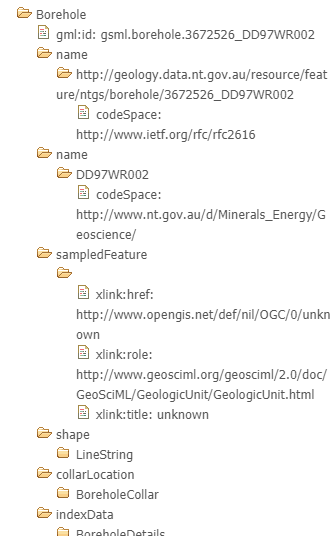 Borehole
gml:id: gsml.borehole.3672526_DD97WR002
name
http://geology.data.nt.gov.au/resource/feat
ure/ntgs/borehole/3672526_DD97WR002
codeSpace:
http://www.ietf.org/rfc/rfc2616
name
DD97WR002
codeSpace:
http://www.nt.gov.au/d/Minerals_Energy/G
eoscience/
sampledFeature
xlink:href:
http://www.opengis.net/def/nil/OGC/0/unkn
own
xlink:role:
http://www.geosciml.org/geosciml/2.0/doc/
GeoSciML/GeologicUnit/GeologicUnit.html
xlink:title: unknown
shape
LineString
collarLocation
BoreholeCollar
indexData
BoreholeDetails